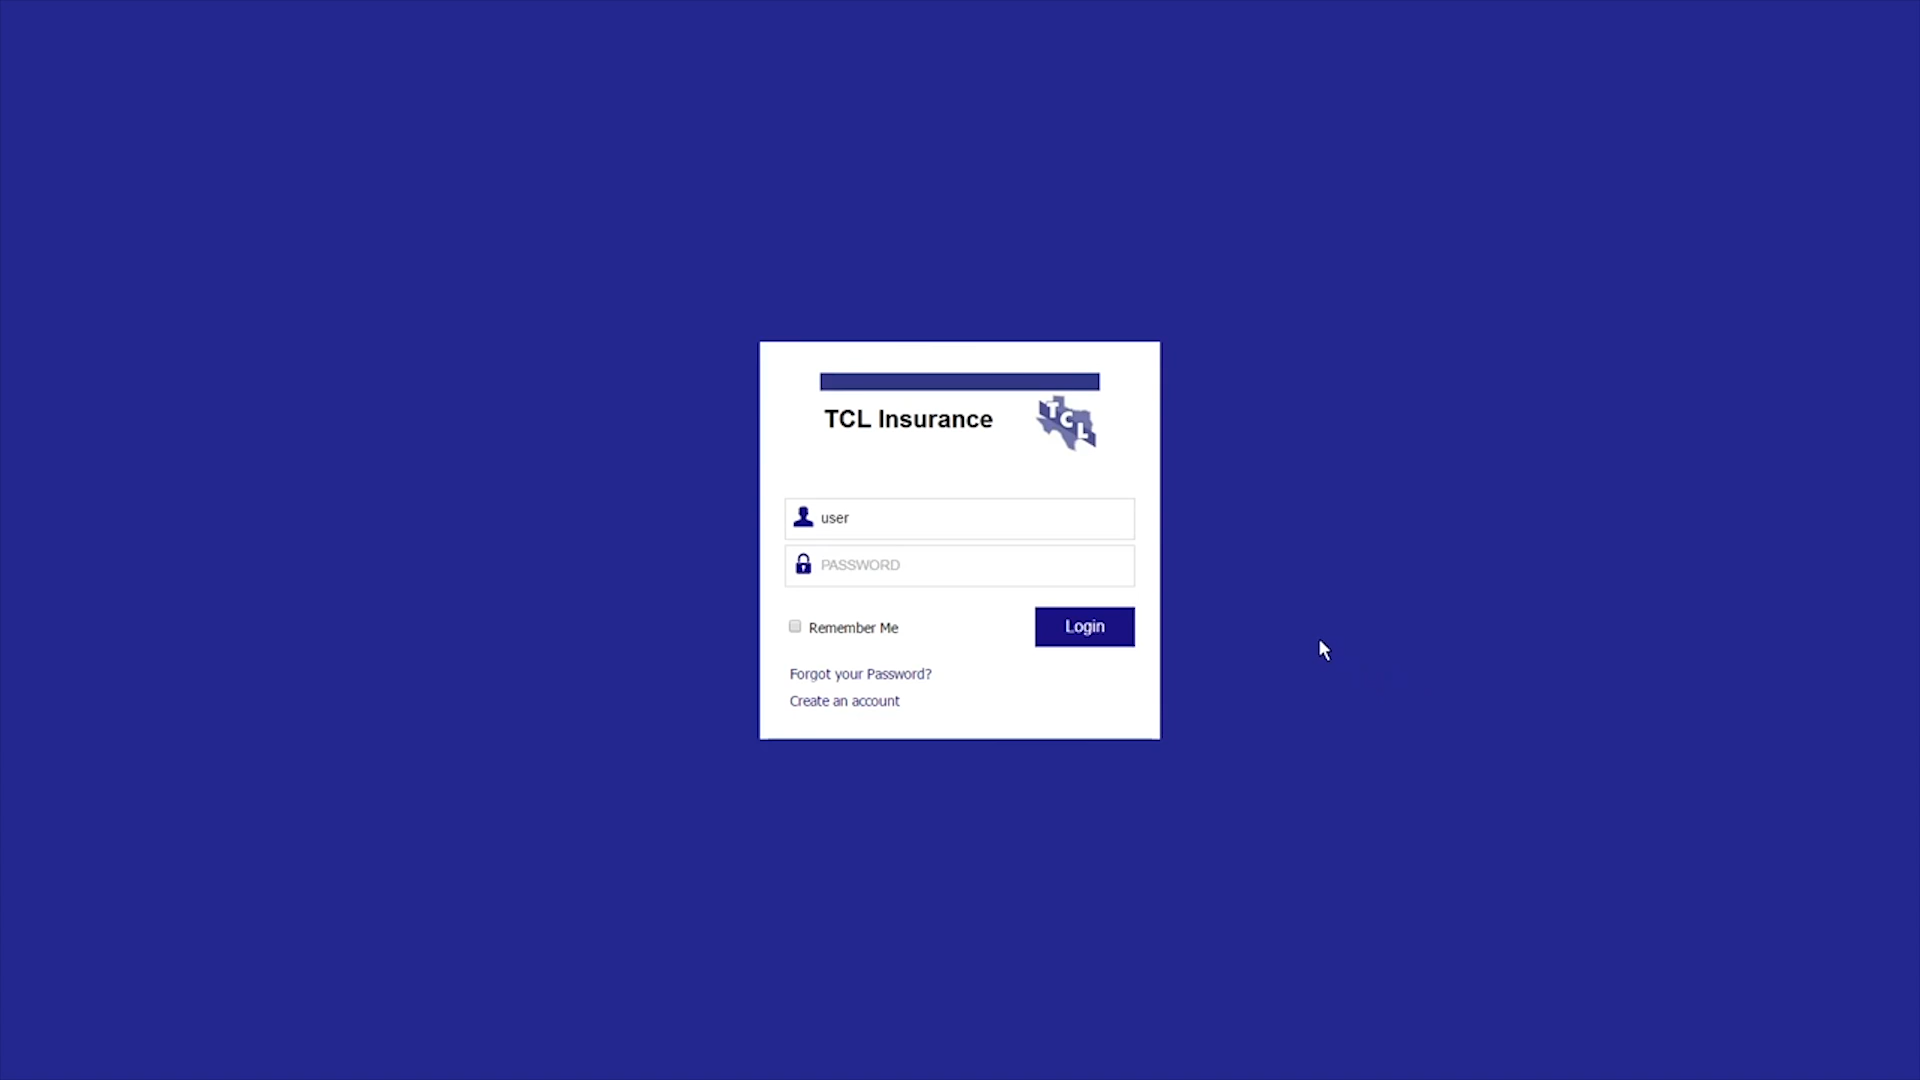 TCL Insurance
TCL
user
PASSWORD
Remember Me
Login
Forgot your Password?
Create an account